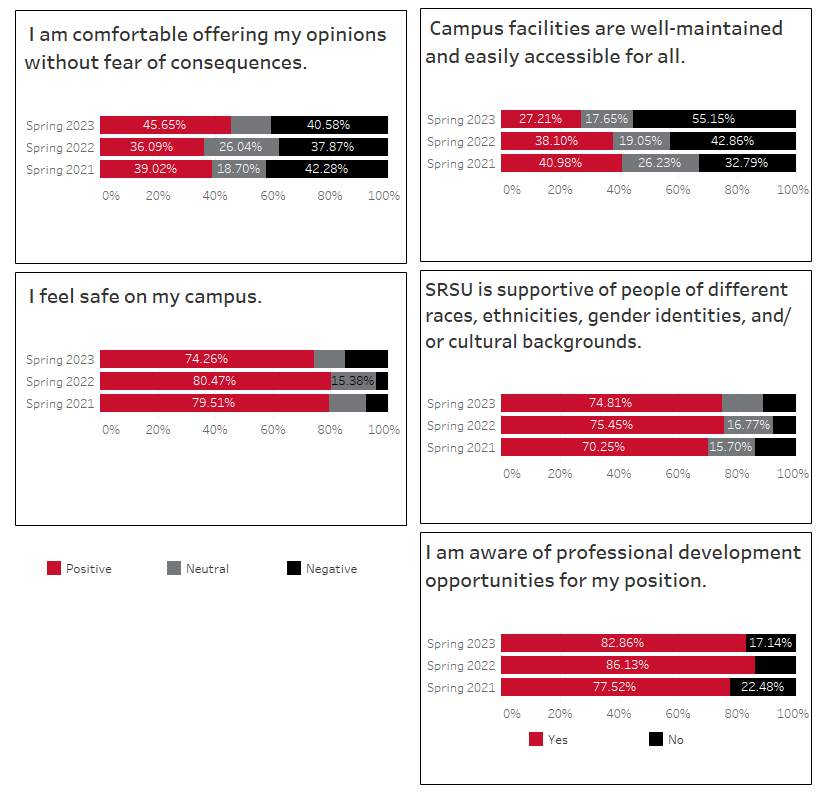 I am comfortable offering my opinions
without fear of consequences.
Spring 2023 45.65% 40.58%
Spring 2022 36.09% 26.04% 37.87%
Spring 2021 39.02% 18.70% 42.28%
0% 20% 40% 60% 80% 100%
Campus facilities are well-maintained
and easily accessible for all.
Spring 2023 27.21% 17.65% 55.15%
Spring 2022 38.10% 19.05% 42.86%
Spring 2021 40.98% 26.23% 32.79%
0% 20% 40% 60% 80% 100%
I feel safe on my campus.
Spring 2023 74.26%
Spring 2022 80.47% 15.38%
Spring 2021 79.51%
0% 20% 40% 60% 80% 100%
SRSU is supportive of people of different
races, ethnicities, gender identities, and/
or cultural backgrounds.
Spring 2023 74.81%
Spring 2022 75.45% 16.77%
Spring 2021 70.25% 15.70%
0% 20% 40% 60% 80% 100%
Positive Neutral Negative
I am aware of professional development
opportunities for my position.
Spring 2023 82.86% 17.14%
Spring 2022 86.13%
Spring 2021 77.52% 22.48%
0% 20% 40% 60% 80% 100%
Yes No